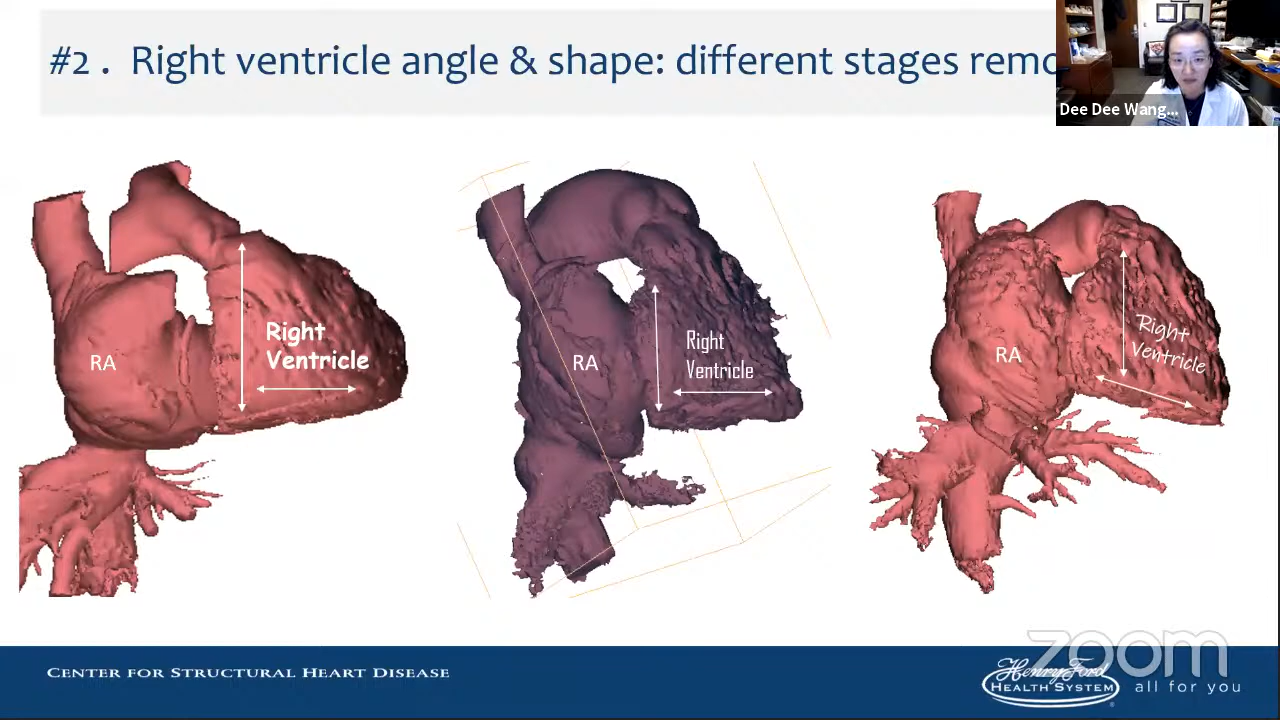 #2 . Right ventricle angle & shape: different stages remo
Dee Dee Wang...
RA
Right
Ventricle
RA
Right
Ventricle
RA
Right
Ventricle
CENTER FOR STRUCTURAL HEART DISEASE
zoom
Henry Ford
HEALTH SYSTEM
all for you